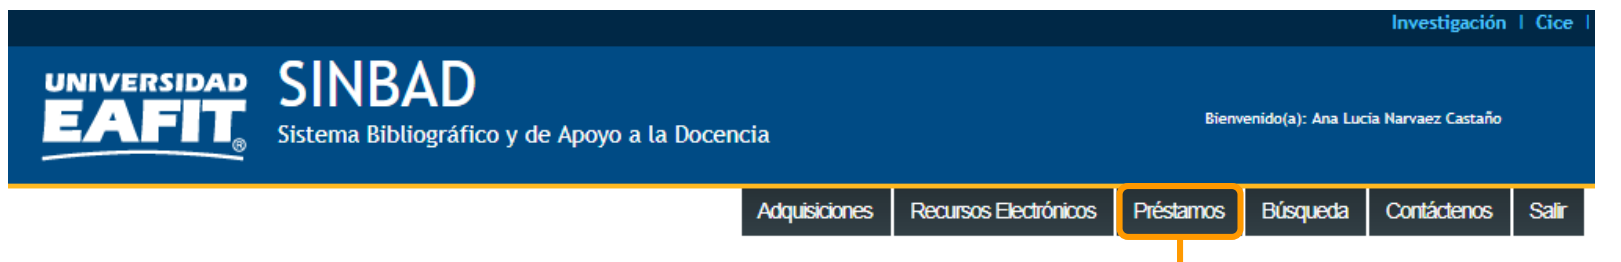 Investigación | Cice |
UNIVERSIDAD
EAFIT®
SINBAD
Sistema Bibliográfico y de Apoyo a la Docencia
Bienvenido(a): Ana Lucía Narvaez Castaño
Adquisiciones Recursos Electrónicos Préstamos Búsqueda Contáctenos Salir